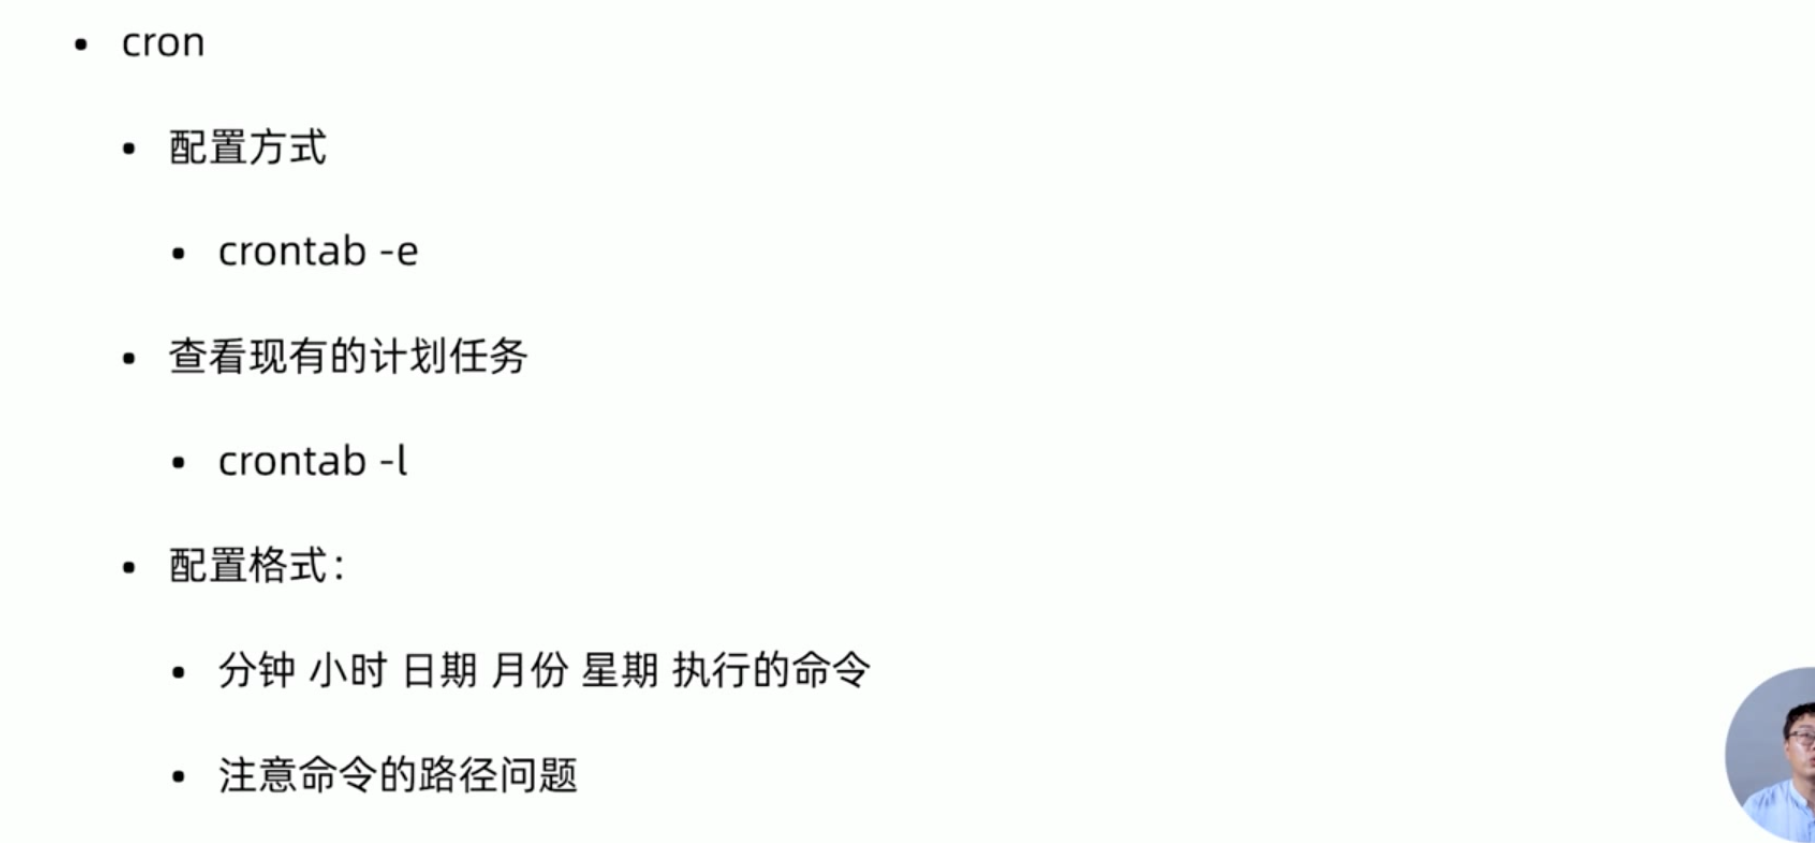 • cron
• 配置方式
• crontab -e
• 查看现有的计划任务
• crontab -l
• 配置格式：
• 分钟 小时 日期 月份 星期 执行的命令
• 注意命令的路径问题